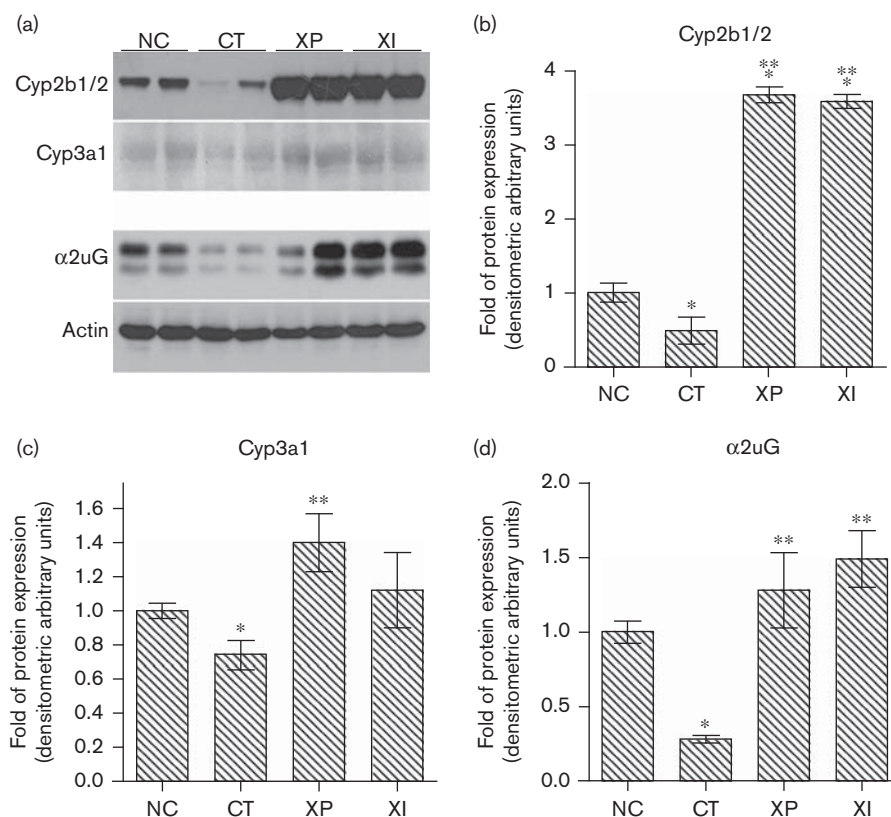 (a)
NC CT XP XI
Cyp2b1/2
Cyp3a1
α2uG
Actin
(b)
Cyp2b1/2
Fold of protein expression
(densitometric arbitrary units)
4
3
2
1
0
*
**
*
**
*
NC CT XP XI
(c)
Cyp3a1
Fold of protein expression
(densitometric arbitrary units)
1.6
1.4
1.2
1.0
0.8
0.6
0.4
0.2
0.0
*
**
NC CT XP XI
(d)
α2uG
Fold of protein expression
(densitometric arbitrary units)
2.0
1.5
1.0
0.5
0.0
*
**
**
NC CT XP XI